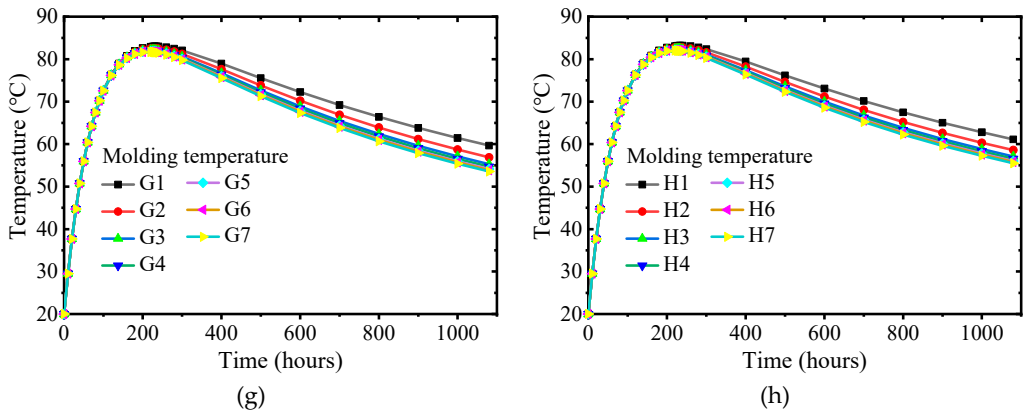 90
80
70
60
50
40
30
20
Temperature (℃)
Molding temperature
G1 G5
G2 G6
G3 G7
G4
0 200 400 600 800 1000
Time (hours)
(g)
90
80
70
60
50
40
30
20
Temperature (℃)
Molding temperature
H1 H5
H2 H6
H3 H7
H4
0 200 400 600 800 1000
Time (hours)
(h)